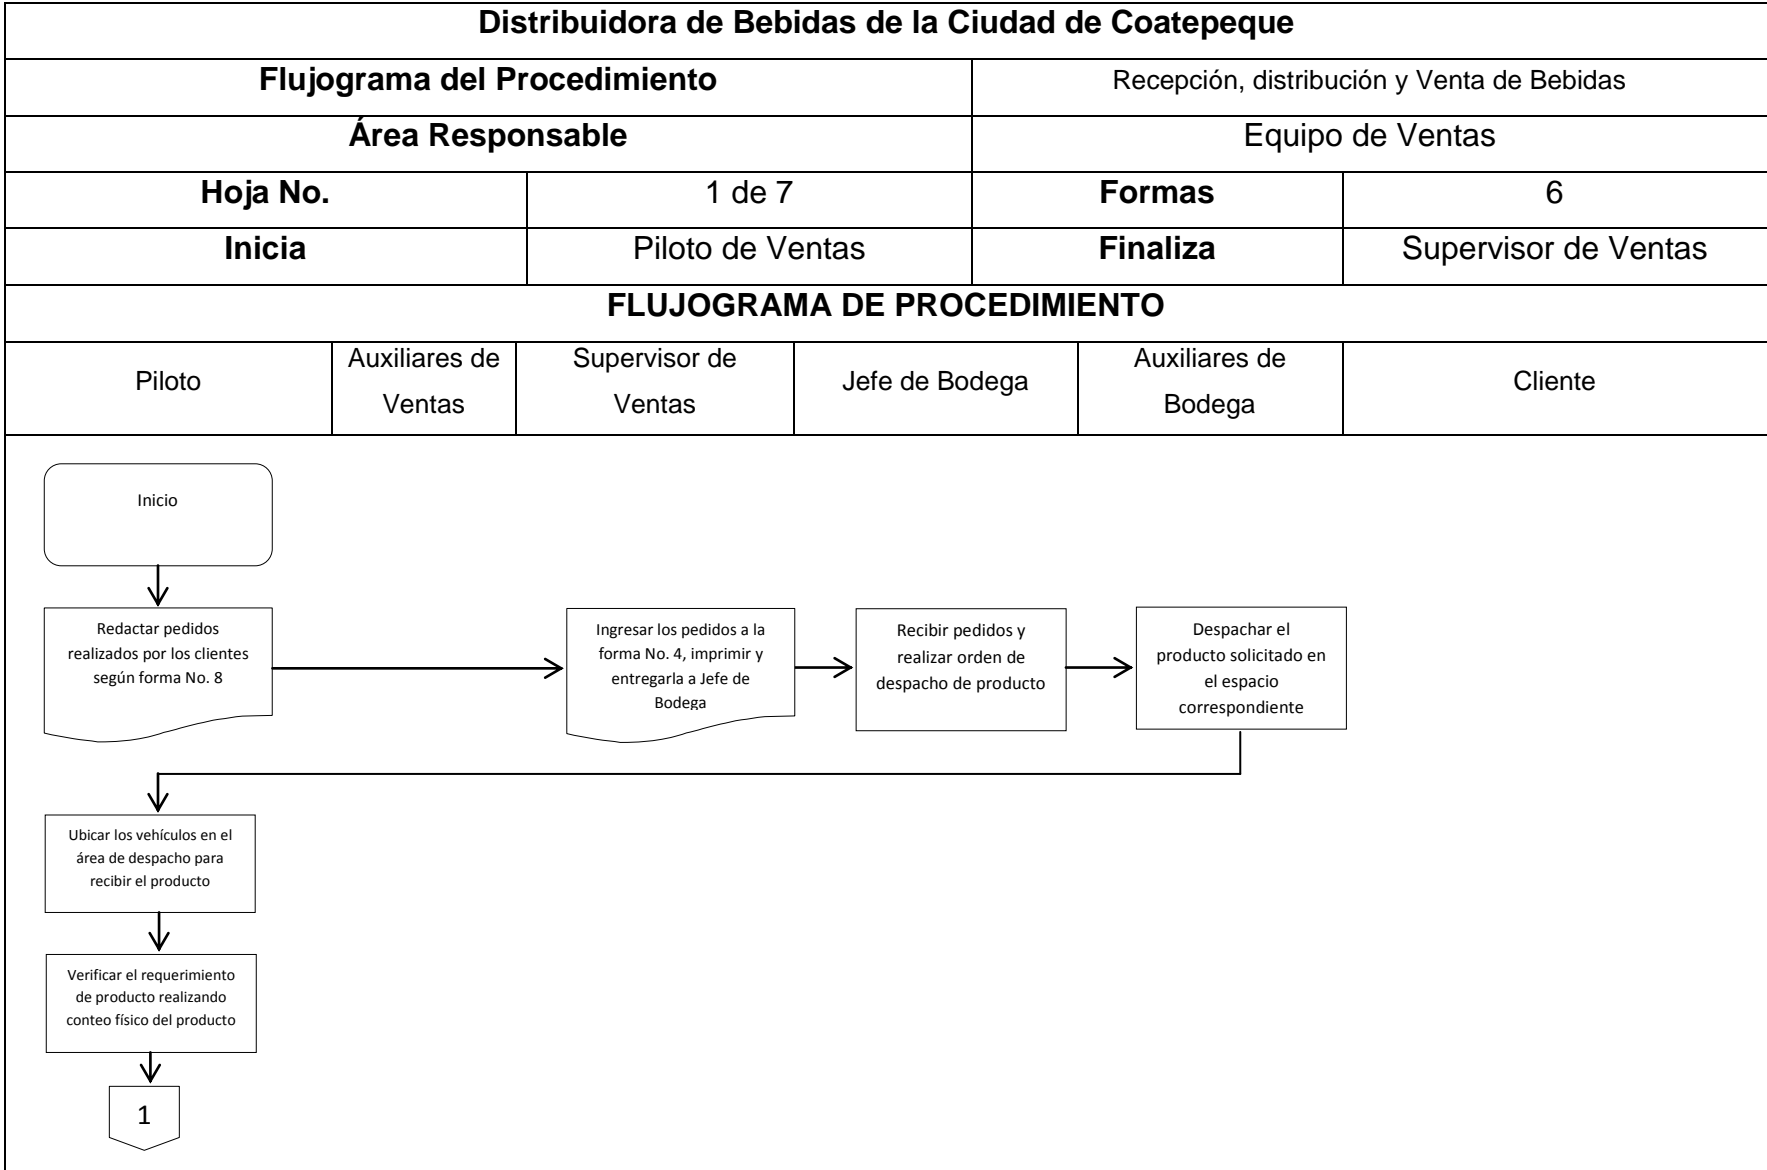 Distribuidora de Bebidas de la Ciudad de Coatepeque
Flujograma del Procedimiento
Recepción, distribución y Venta de Bebidas
Área Responsable
Equipo de Ventas
Hoja No.
1 de 7
Formas
6
Inicia
Piloto de Ventas
Finaliza
Supervisor de Ventas
FLUJOGRAMA DE PROCEDIMIENTO
Piloto
Auxiliares de
Ventas
Supervisor de
Ventas
Jefe de Bodega
Auxiliares de
Bodega
Cliente
Inicio
Redactar pedidos
realizados por los clientes
según forma No. 8
Ingresar los pedidos a la
forma No. 4, imprimir y
entregarla a Jefe de
Bodega
Recibir pedidos y
realizar orden de
despacho de producto
Despachar el
producto solicitado en
el espacio
correspondiente
Ubicar los vehículos en el
área de despacho para
recibir el producto
Verificar el requerimiento
de producto realizando
conteo físico del producto
1